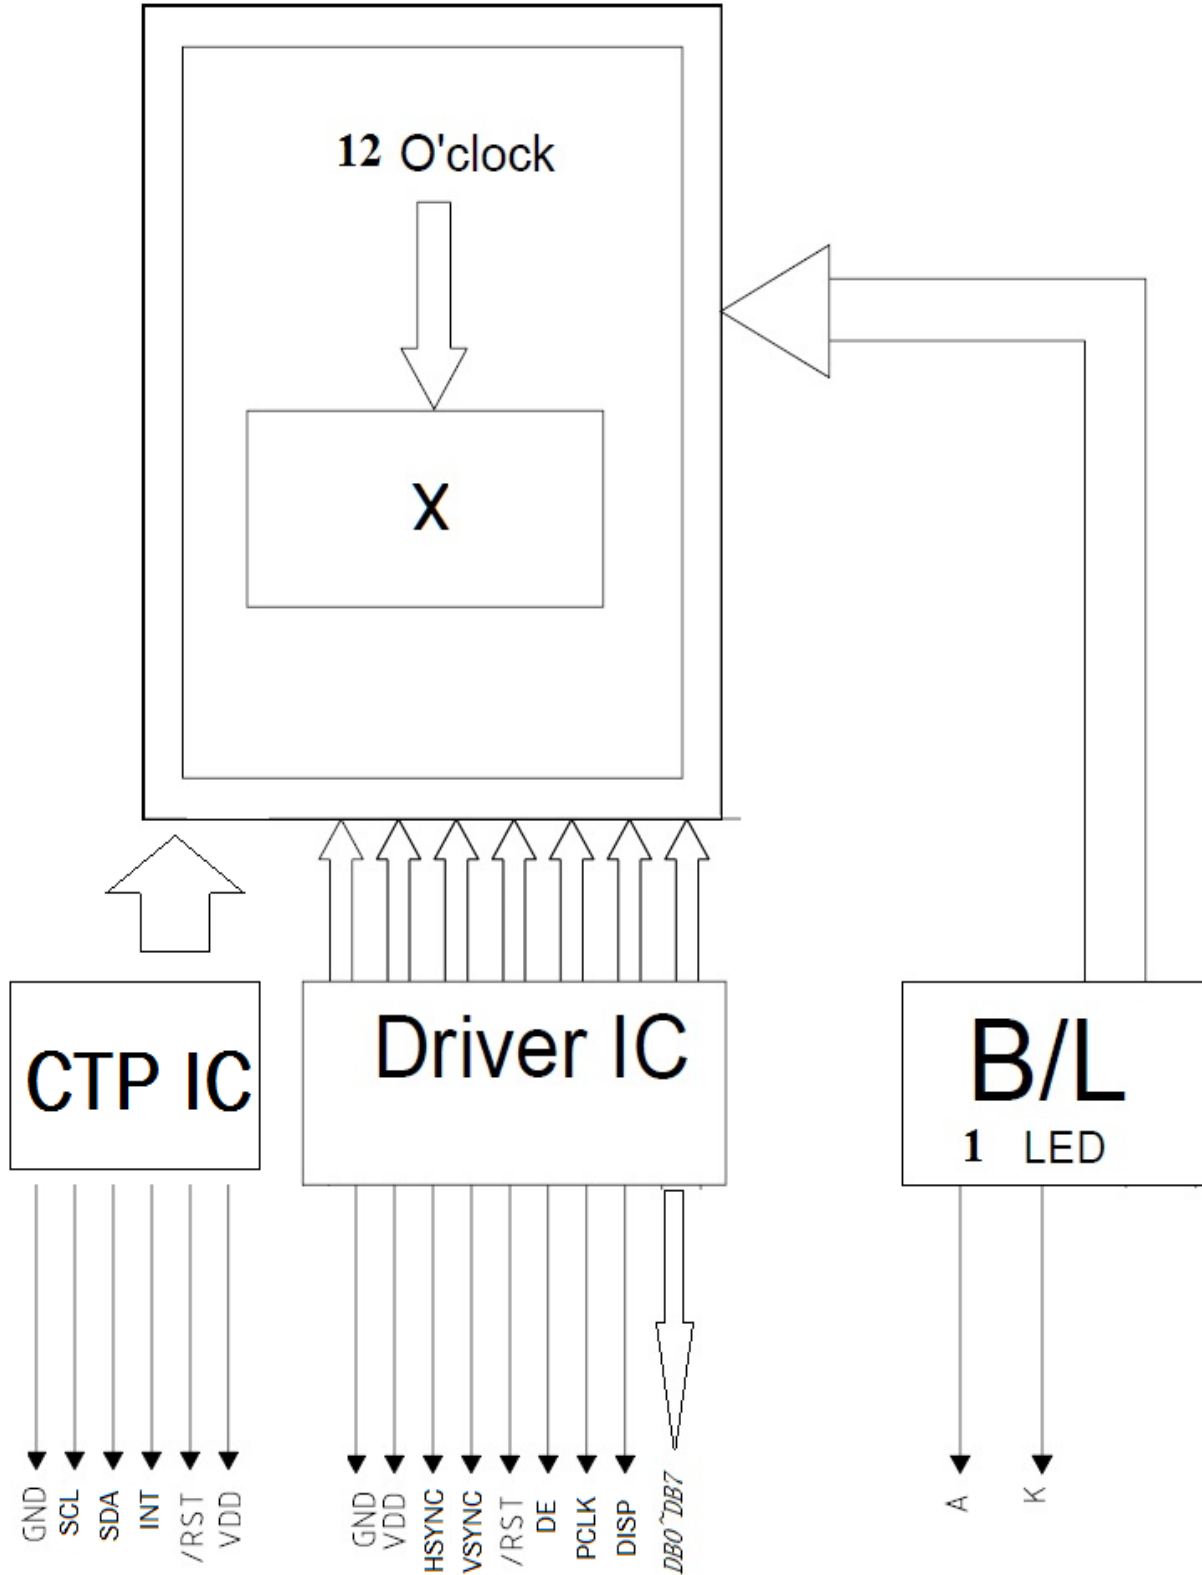 12 O'clock
X
CTP IC
Driver IC
B/L
1 LED
GND
SCL
SDA
INT
/RST
VDD
GND
VDD
HSYNC
VSYNC
/RST
DE
PCLK
DISP
DB0~DB7
A
K